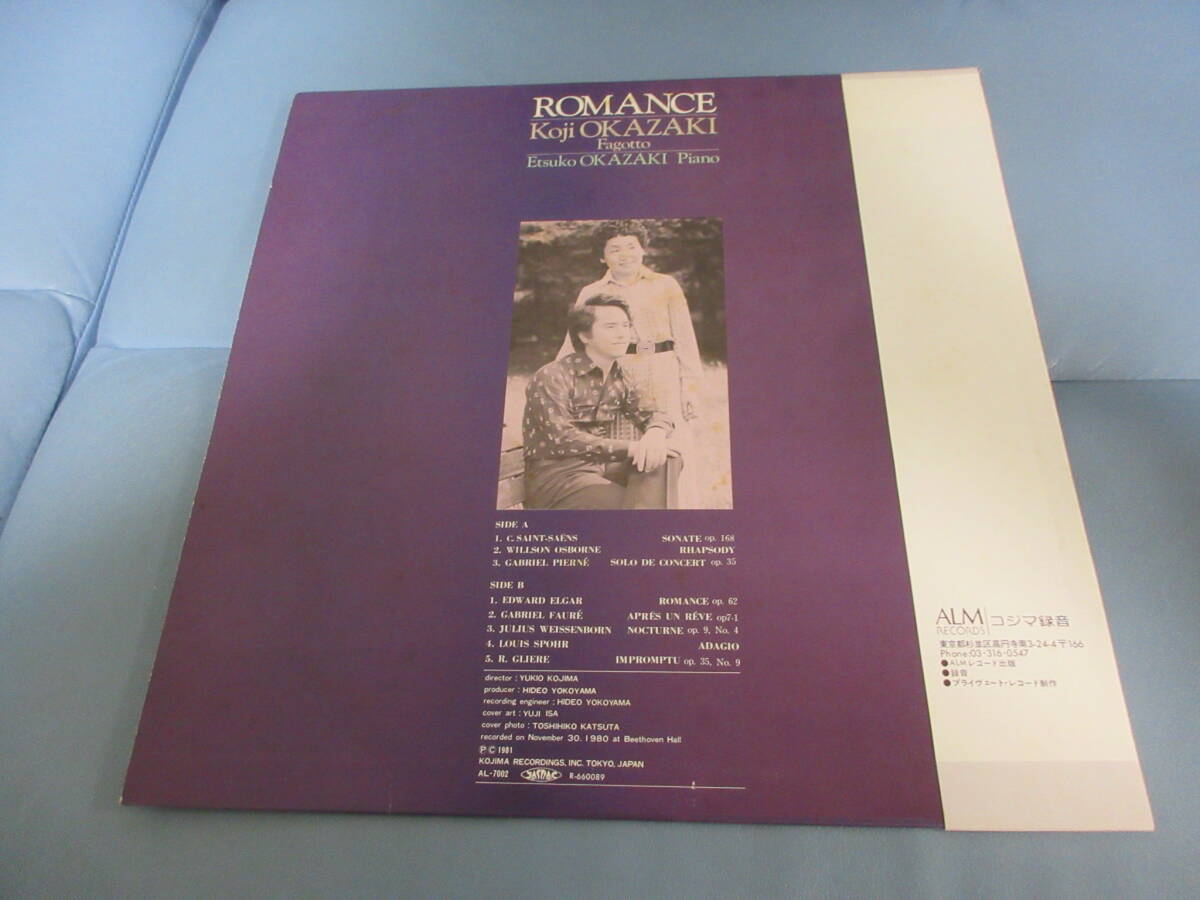 ROMANCE
Koji OKAZAKI
Fagotto
Etsuko OKAZAKI Piano
SIDE A
1. C. SAINT-SAËNS SONATE op. 168
2. WILLSON OSBORNE RHAPSODY
3. GABRIEL PIERNÉ SOLO DE CONCERT op. 35
SIDE B
1. EDWARD ELGAR ROMANCE op. 62
2. GABRIEL FAURÉ APRÉS UN RÊVE op7-1
3. JULIUS WEISSENBORN NOCTURNE op. 9, No. 4
4. LOUIS SPOHR ADAGIO
5. R. GLIERE IMPROMPTU op. 35, No. 9
director : YUKIO KOJIMA
producer : HIDEO YOKOYAMA
recording engineer : HIDEO YOKOYAMA
cover art : YUJI ISA
cover photo : TOSHIHIKO KATSUTA
recorded on November 30. 1980 at Beethoven Hall
Ⓟ© 1981
KOJIMA RECORDINGS, INC. TOKYO, JAPAN
AL-7002 JASRAC R-660089
ALM RECORDS コジマ録音
東京都杉並区高円寺南3-24-4〒166
Phone:03-316-0547
●ALMレコード出版
●録音
●プライヴェート・レコード制作